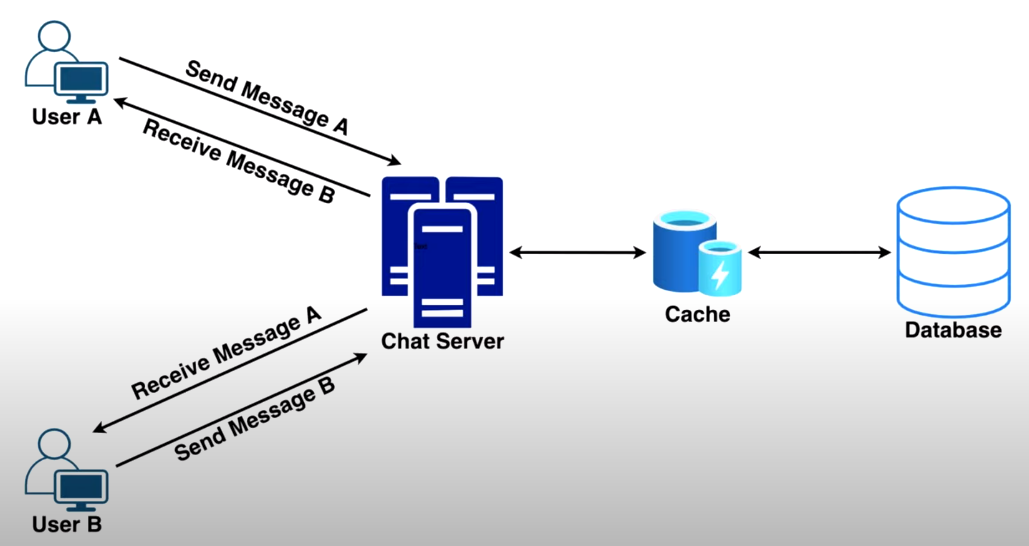 User A
Send Message A
Receive Message B
Chat Server
Cache
Database
Receive Message A
Send Message B
User B